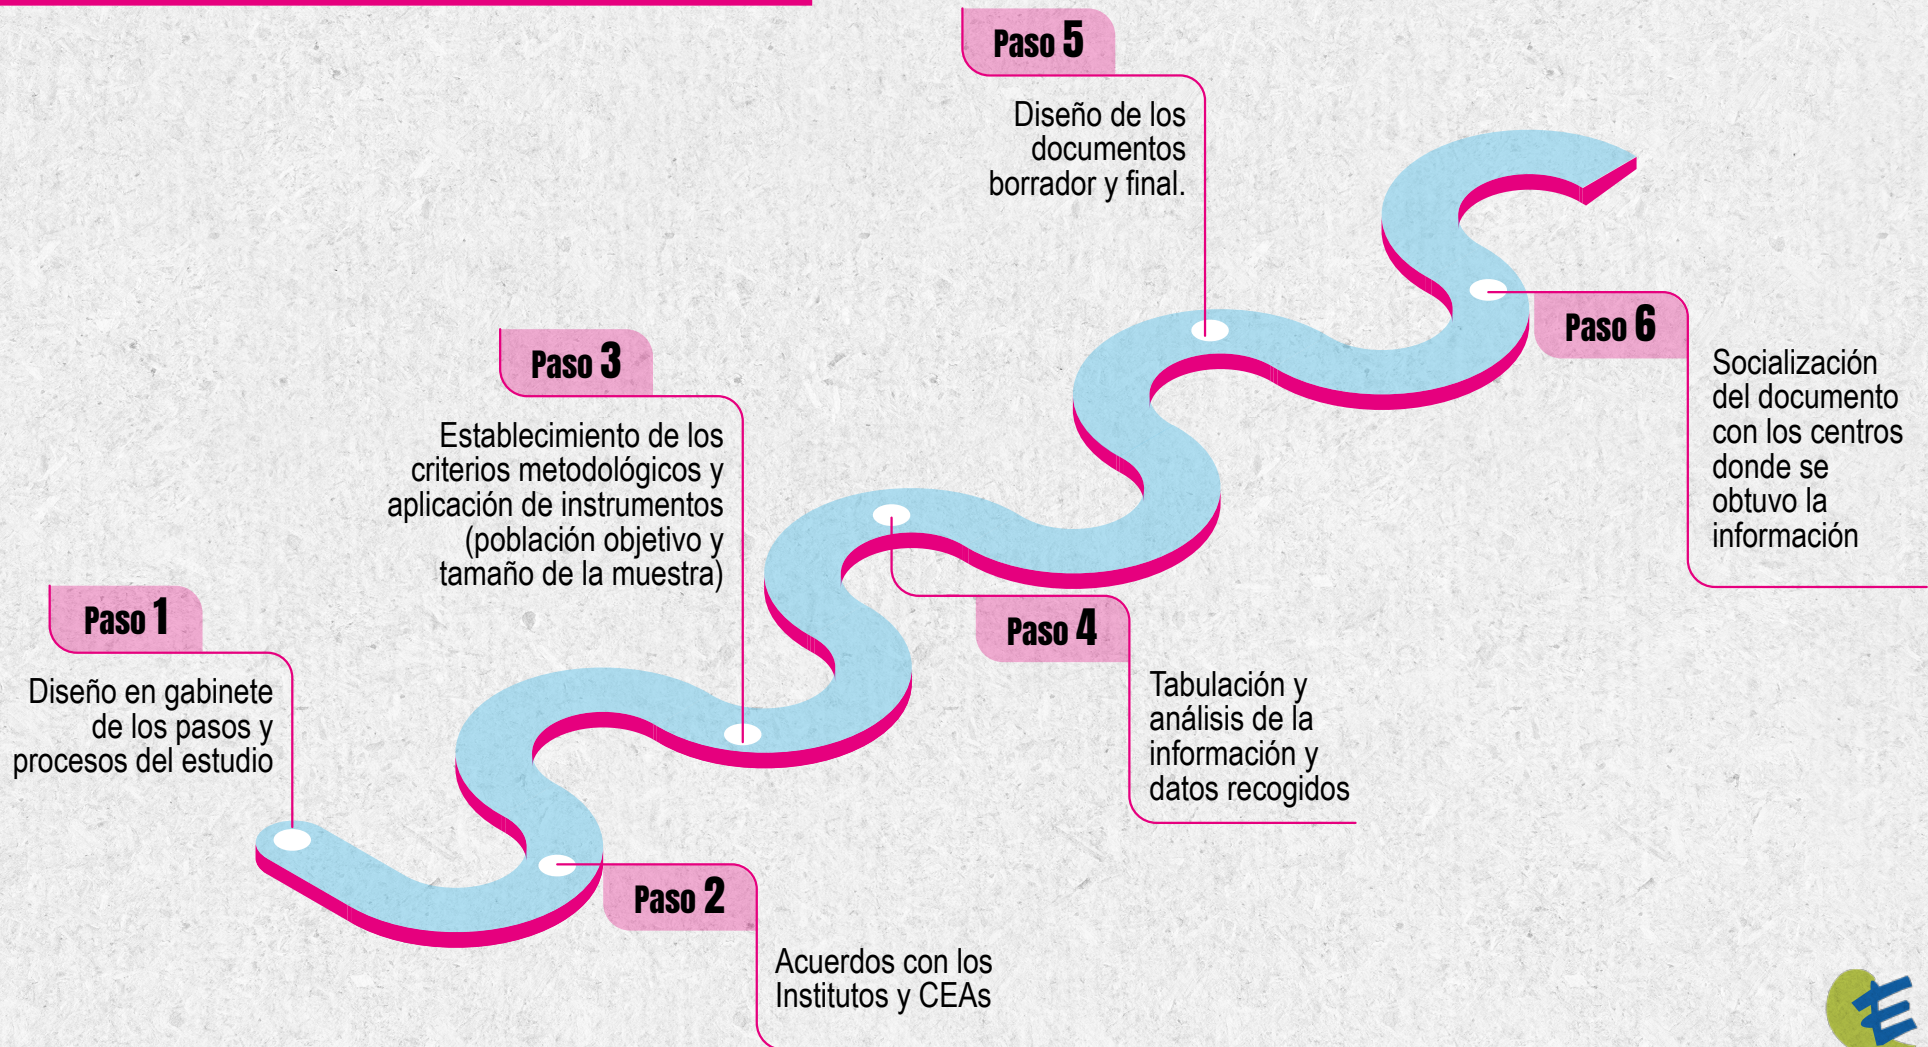 Paso 1
Diseño en gabinete
de los pasos y
procesos del estudio
Paso 2
Acuerdos con los
Institutos y CEAs
Paso 3
Establecimiento de los
criterios metodológicos y
aplicación de instrumentos
(población objetivo y
tamaño de la muestra)
Paso 4
Tabulación y
análisis de la
información y
datos recogidos
Paso 5
Diseño de los
documentos
borrador y final.
Paso 6
Socialización
del documento
con los centros
donde se
obtuvo la
información